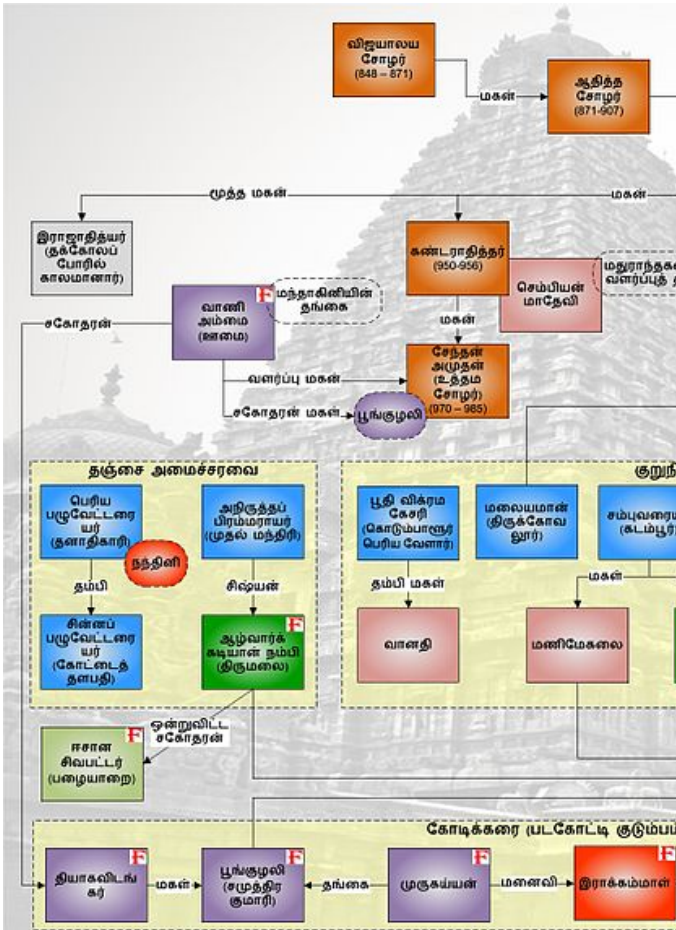 விஜயாலய
சோழர்
(848 – 871)
மகன்
ஆதித்த
சோழர்
(871-907)
மூத்த மகன்
மகன்
இராஜாதித்யர்
(தக்கோலப்
போரில்
காலமானார்)
கண்டராதித்தர்
(950-956)
செம்பியன்
மாதேவி
மதுராந்தக
வளர்ப்புத்
F
வாணி
அம்மை
(ஊமை)
மந்தாகினியின்
தங்கை
சகோதரன்
மகன்
சேந்தன்
அமுதன்
(உத்தம
சோழர்)
(970 – 985)
வளர்ப்பு மகன்
சகோதரன் மகள்
பூங்குழலி
தஞ்சை அமைச்சரவை
குறுநி
பெரிய
பழுவேட்டரை
யர்
(தனாதிகாரி)
நந்தினி
அநிருத்தப்
பிரம்மராயர்
(முதல் மந்திரி)
பூதி விக்ரம
கேசரி
(கொடும்பாளூர்
பெரிய வேளார்)
மலையமான்
(திருக்கோவ
லூர்)
சம்புவரைய
(கடம்பூர்)
தம்பி
சிஷ்யன்
தம்பி மகள்
மகள்
சின்னப்
பழுவேட்டரை
யர்
(கோட்டைத்
தளபதி)
F
ஆழ்வார்க்
கடியான் நம்பி
(திருமலை)
வானதி
மணிமேகலை
ஒன்றுவிட்ட
சகோதரன்
F
ஈசான
சிவபட்டர்
(பழையாறை)
கோடிக்கரை (படகோட்டி குடும்பம்
F
தியாகவிடங்
கர்
மகள்
F
பூங்குழலி
(சமுத்திர
குமாரி)
தங்கை
F
முருகய்யன்
மனைவி
F
இராக்கம்மாள்